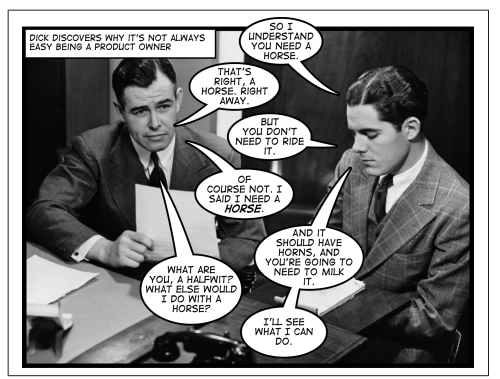 DICK DISCOVERS WHY IT'S NOT ALWAYS
EASY BEING A PRODUCT OWNER
SO I
UNDERSTAND
YOU NEED A
HORSE.
THAT'S
RIGHT, A
HORSE. RIGHT
AWAY.
BUT
YOU DON'T
NEED TO RIDE
IT.
OF
COURSE NOT. I
SAID I NEED A
HORSE.
AND IT
SHOULD HAVE
HORNS, AND
YOU'RE GOING TO
NEED TO MILK
IT.
WHAT ARE
YOU, A HALFWIT?
WHAT ELSE WOULD
I DO WITH A
HORSE?
I'LL SEE
WHAT I CAN
DO.